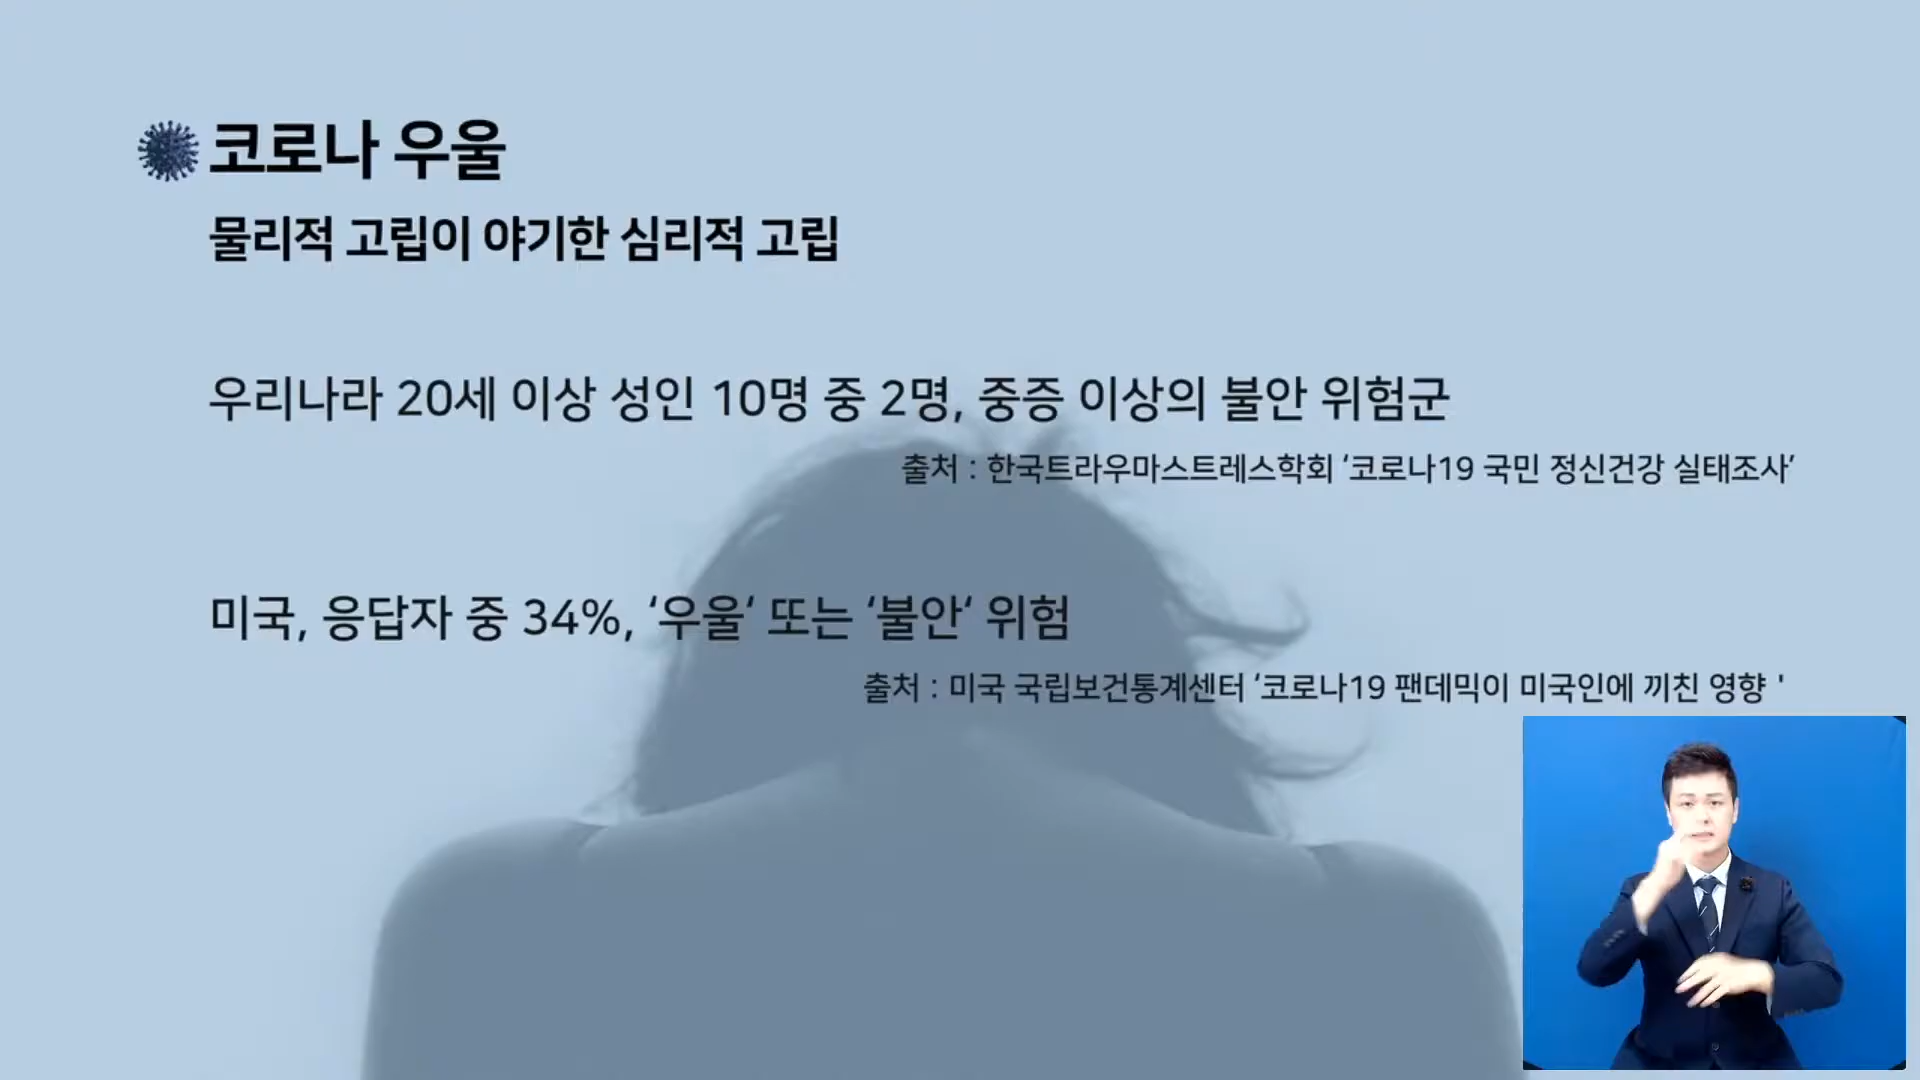 코로나 우울
물리적 고립이 야기한 심리적 고립
우리나라 20세 이상 성인 10명 중 2명, 중증 이상의 불안 위험군
출처 : 한국트라우마스트레스학회 ‘코로나19 국민 정신건강 실태조사’
미국, 응답자 중 34%, ‘우울‘ 또는 ‘불안‘ 위험
출처 : 미국 국립보건통계센터 ‘코로나19 팬데믹이 미국인에 끼친 영향 '